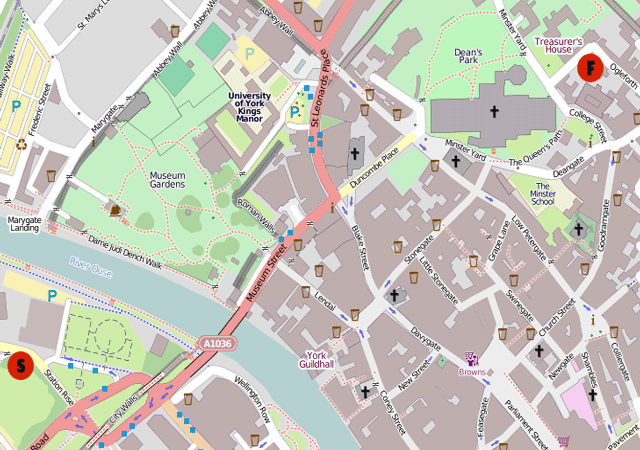 St. Marys L
Abbey Wall
Abbey Wall
Abbey Wall
Minster Yard
Treasurer's
House
F
Ogleforth
Dean's
Park
P
St Leonards Place
Railway Walk
P
Frederic Street
Marygate
University
of York
Kings
Manor
P
College Street
Minster Yard
The Queen's Path
Deangate
Duncombe Place
Museum
Gardens
The
Minster
School
Marygate
Landing
Roman Walls
Dame Judi Dench Walk
River Ouse
Museum Street
Blake Street
Stonegate
Little Stonegate
Grape Lane
Low Petergate
Goodramgate
P
Lendal
Swinegate
Church Street
A1036
Davygate
York
Guildhall
New Street
Browns
Newgate
Shambles
Colliergate
S
Station Rise
City Walls
Wellington Row
Coney Street
Feasegate
Parliament Street
Pavement
Road